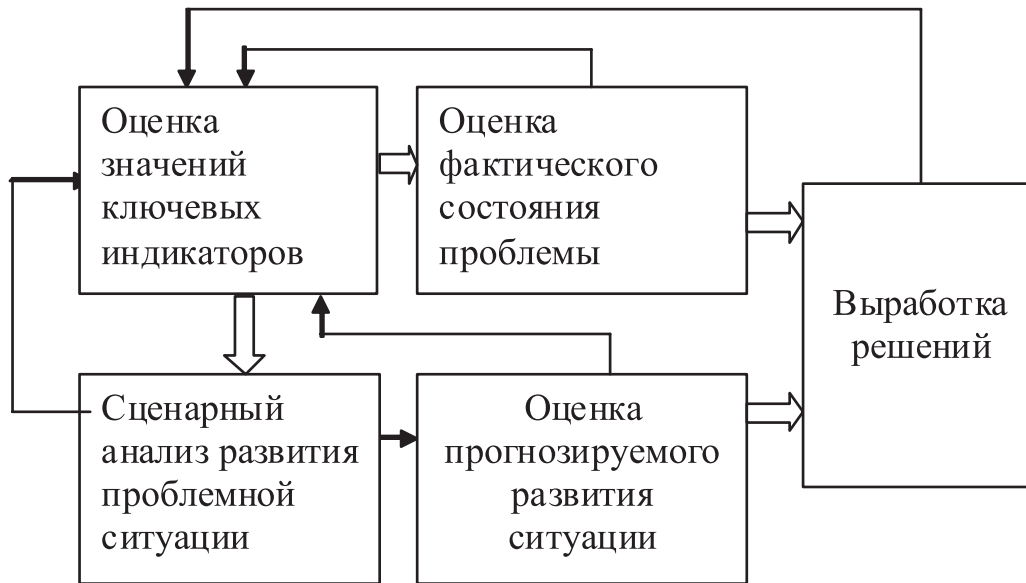 Оценка
значений
ключевых
индикаторов
Оценка
фактического
состояния
проблемы
Выработка
решений
Сценарный
анализ развития
проблемной
ситуации
Оценка
прогнозируемого
развития
ситуации